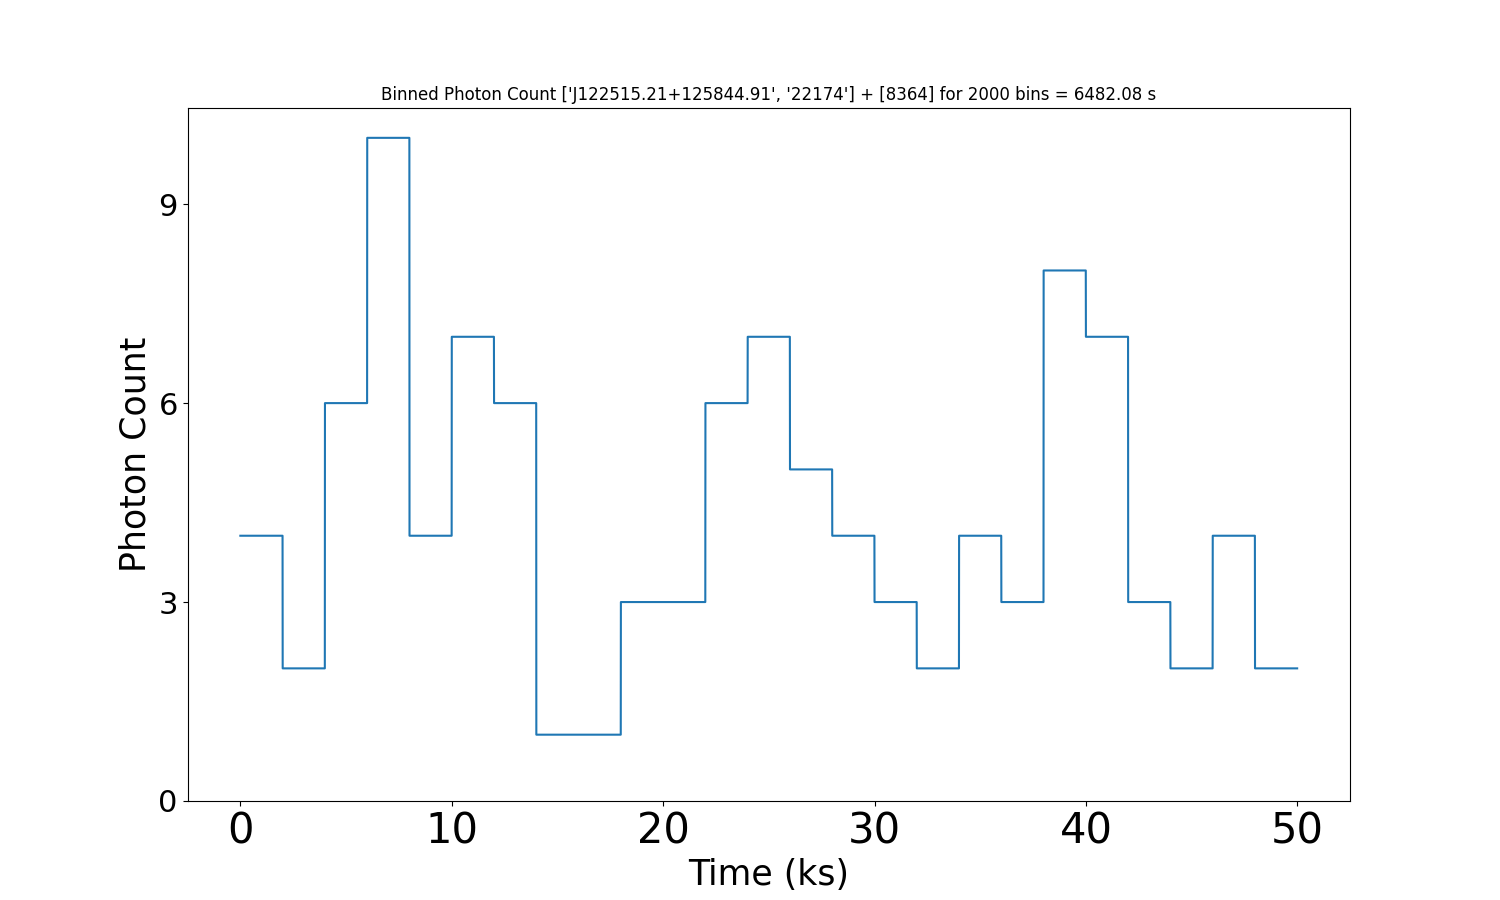 Binned Photon Count ['J122515.21+125844.91', '22174'] + [8364] for 2000 bins = 6482.08 s
Photon Count
9
6
3
0
0 10 20 30 40 50
Time (ks)